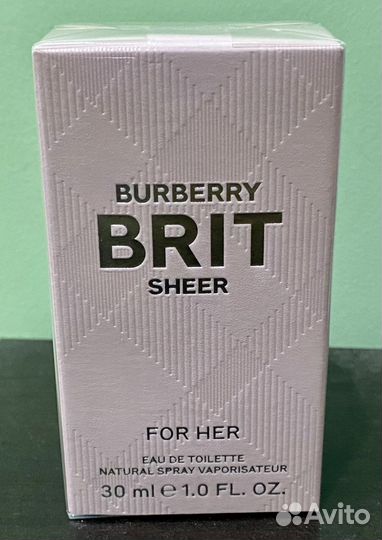 BURBERRY
BRIT
SHEER
FOR HER
EAU DE TOILETTE
NATURAL SPRAY VAPORISATEUR
30 ml ℮ 1.0 FL. OZ.
Avito